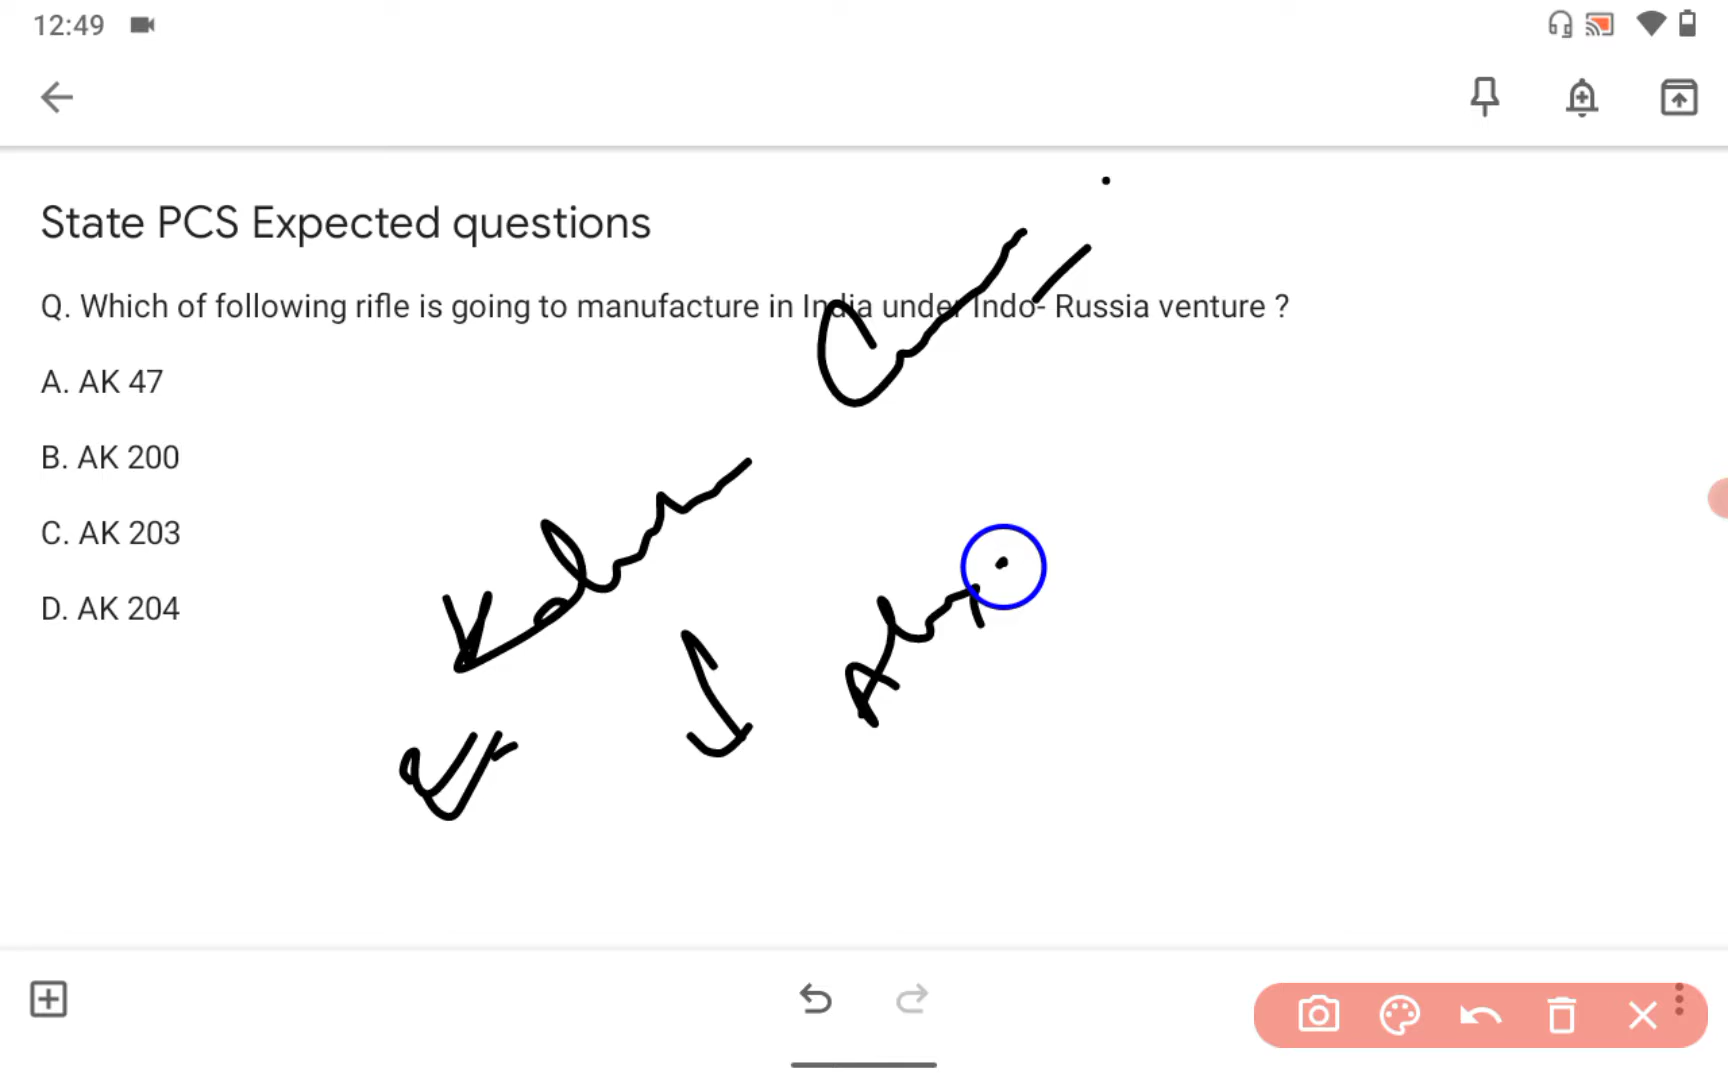 12:49
State PCS Expected questions
Q. Which of following rifle is going to manufacture in India under Indo- Russia venture ?
A. AK 47
B. AK 200
C. AK 203
D. AK 204